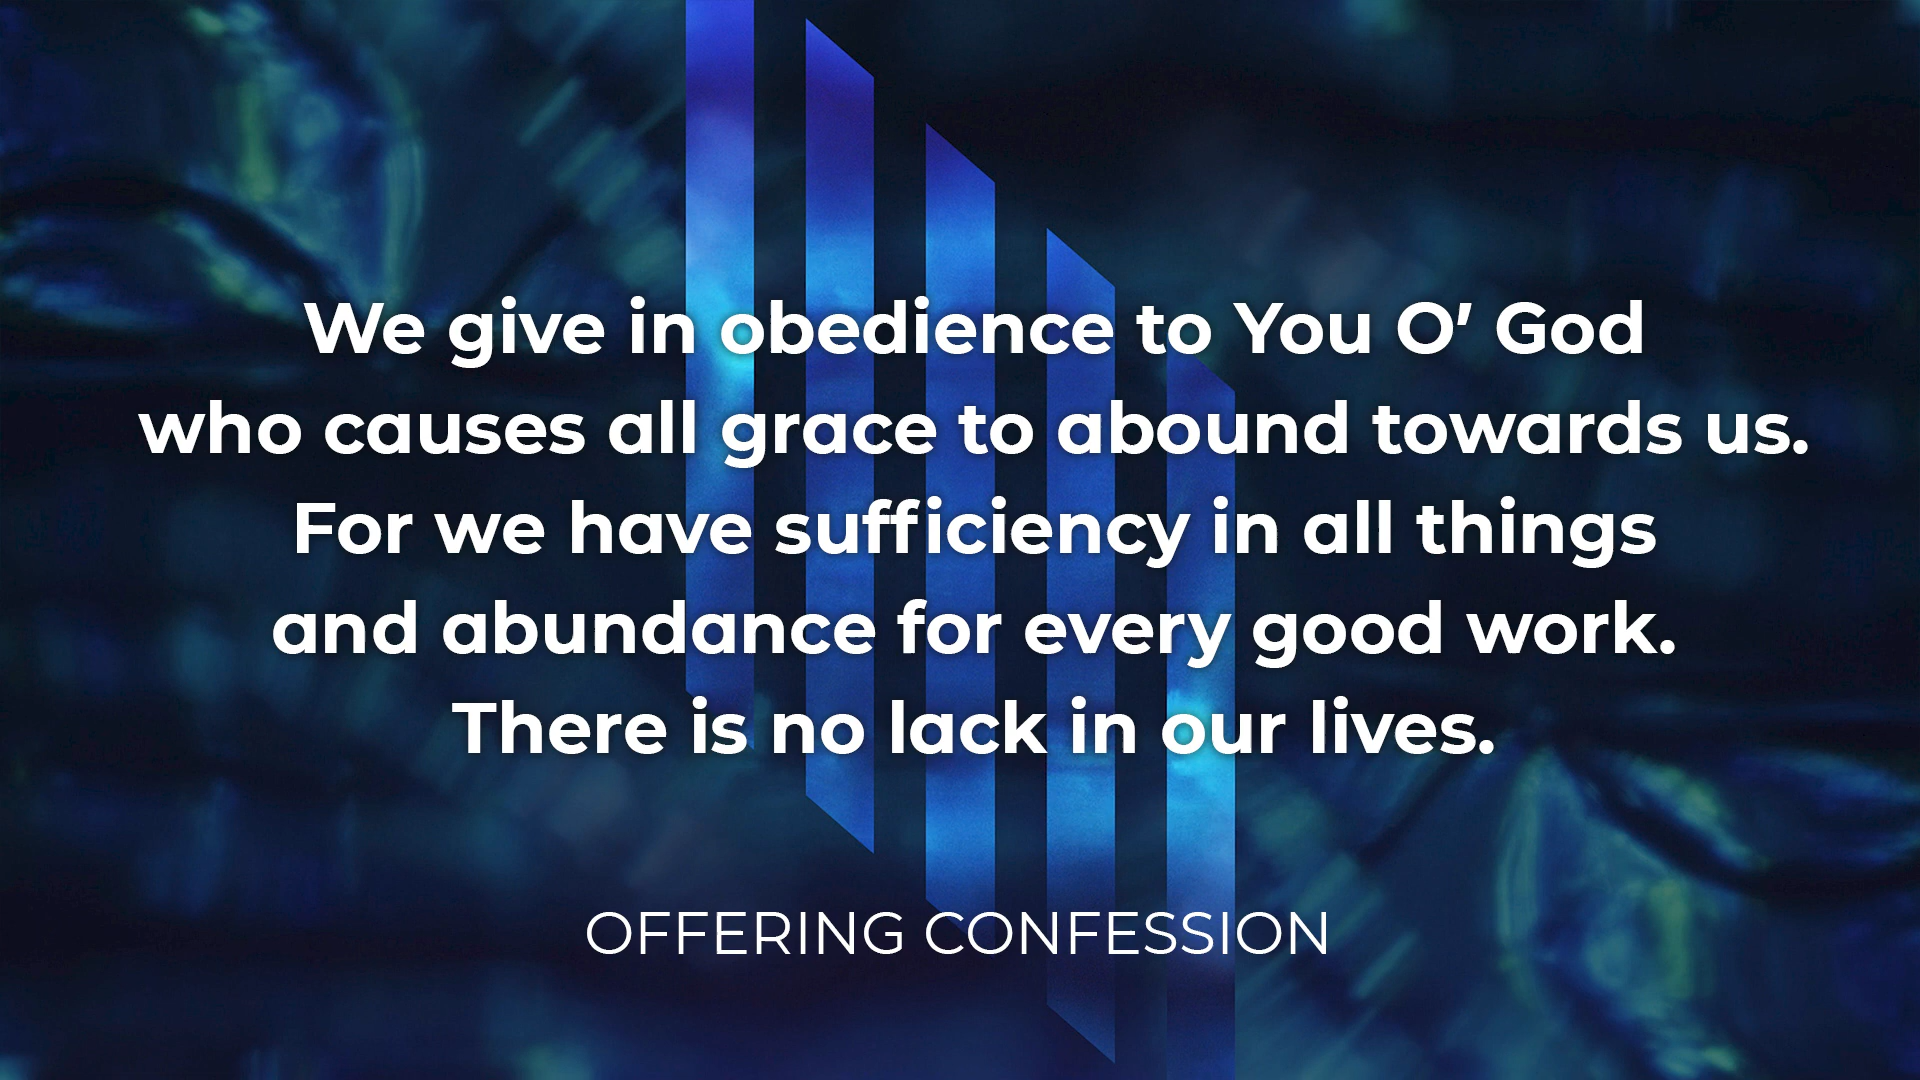 We give in obedience to You O' God
who causes all grace to abound towards us.
For we have sufficiency in all things
and abundance for every good work.
There is no lack in our lives.
OFFERING CONFESSION